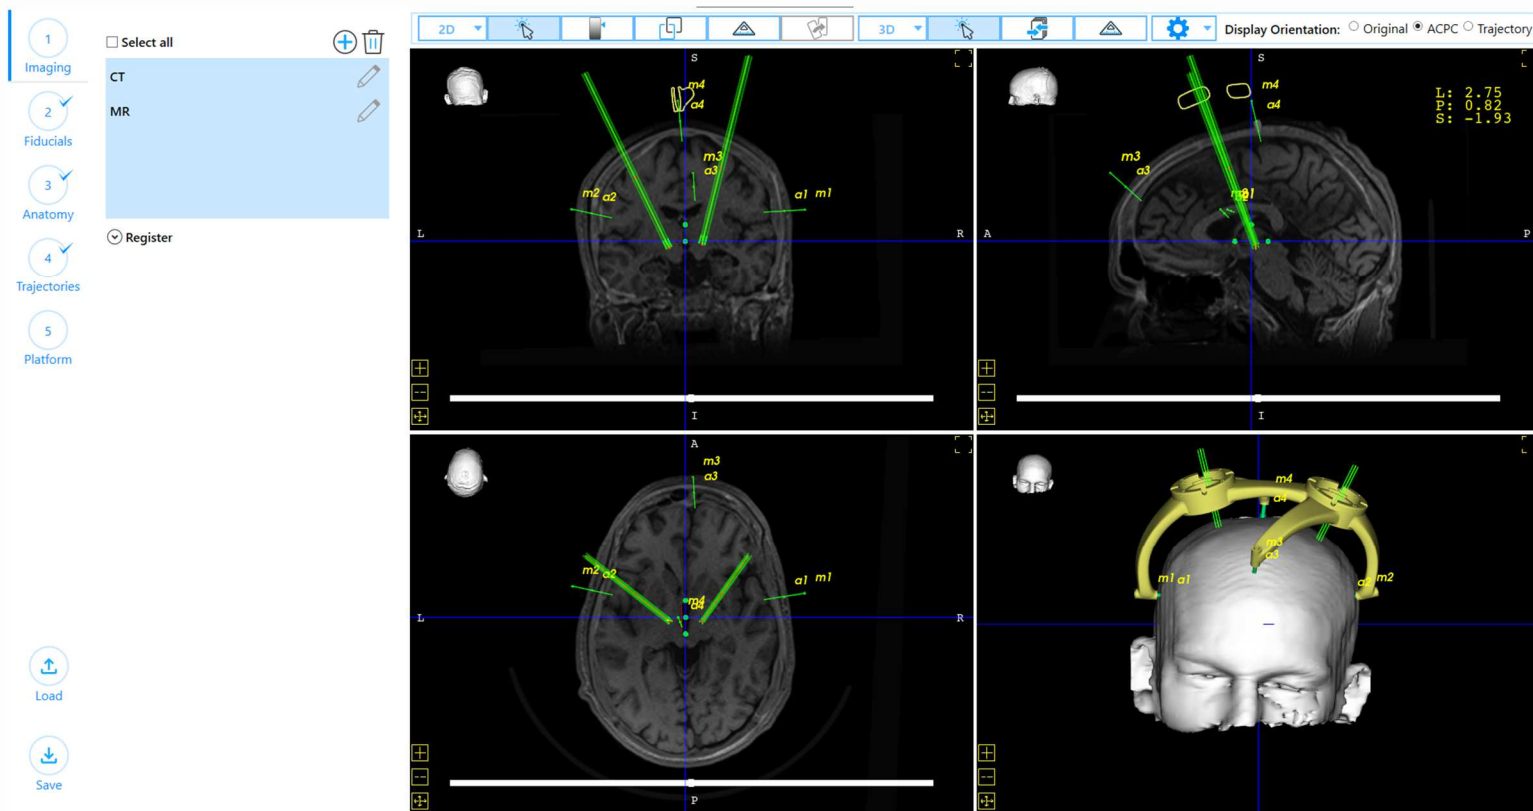 1
Imaging
2
Fiducials
3
Anatomy
4
Trajectories
5
Platform
Load
Save
Select all
CT
MR
Register
2D
3D
Display Orientation: Original ACPC Trajectory
S
m4
a4
m3
a3
m2 a2
a1 m1
L
R
I
S
L: 2.75
P: 0.82
S: -1.93
m4
a4
m3
a3
A
P
I
A
m3
a3
m2 a2
a1 m1
m4
a4
L
R
P
m4
a4
m3
a3
m1 a1
a2 m2